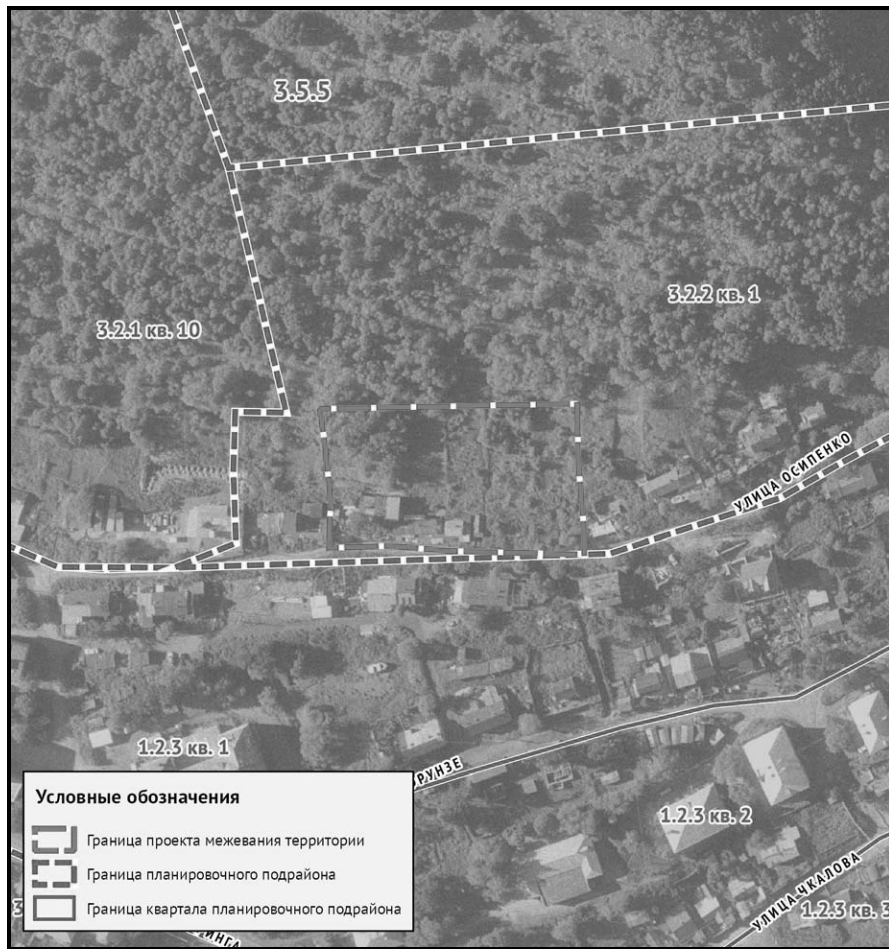 3.5.5
3.2.1 кв. 10
3.2.2 кв. 1
УЛИЦА ОСИПЕНКО
1.2.3 кв. 1
РУНЗЕ
1.2.3 кв. 2
УЛИЦА ЧКАЛОВА
1.2.3 кв. 3
Условные обозначения
Граница проекта межевания территории
Граница планировочного подрайона
Граница квартала планировочного подрайона
ИНГА